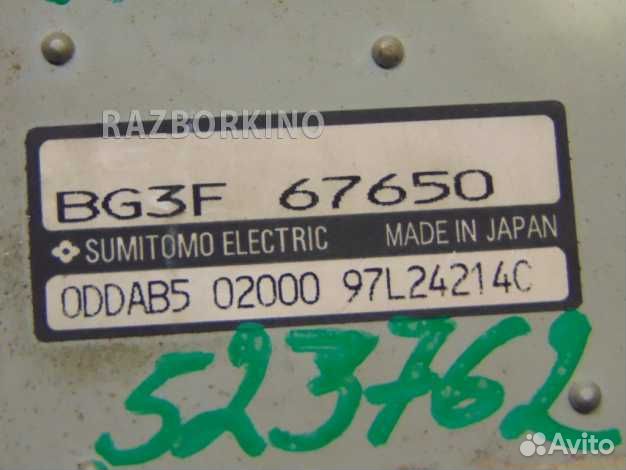 RAZBORKINO
BG3F 67650
SUMITOMO ELECTRIC MADE IN JAPAN
0DDAB5 02000 97L24214C
523762
Avito